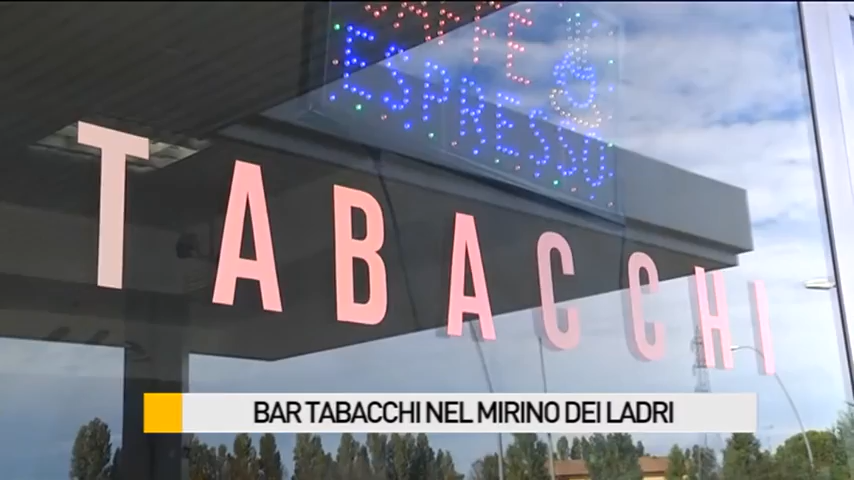 CAFFE
ESPRESSO
TABACCHI
BAR TABACCHI NEL MIRINO DEI LADRI